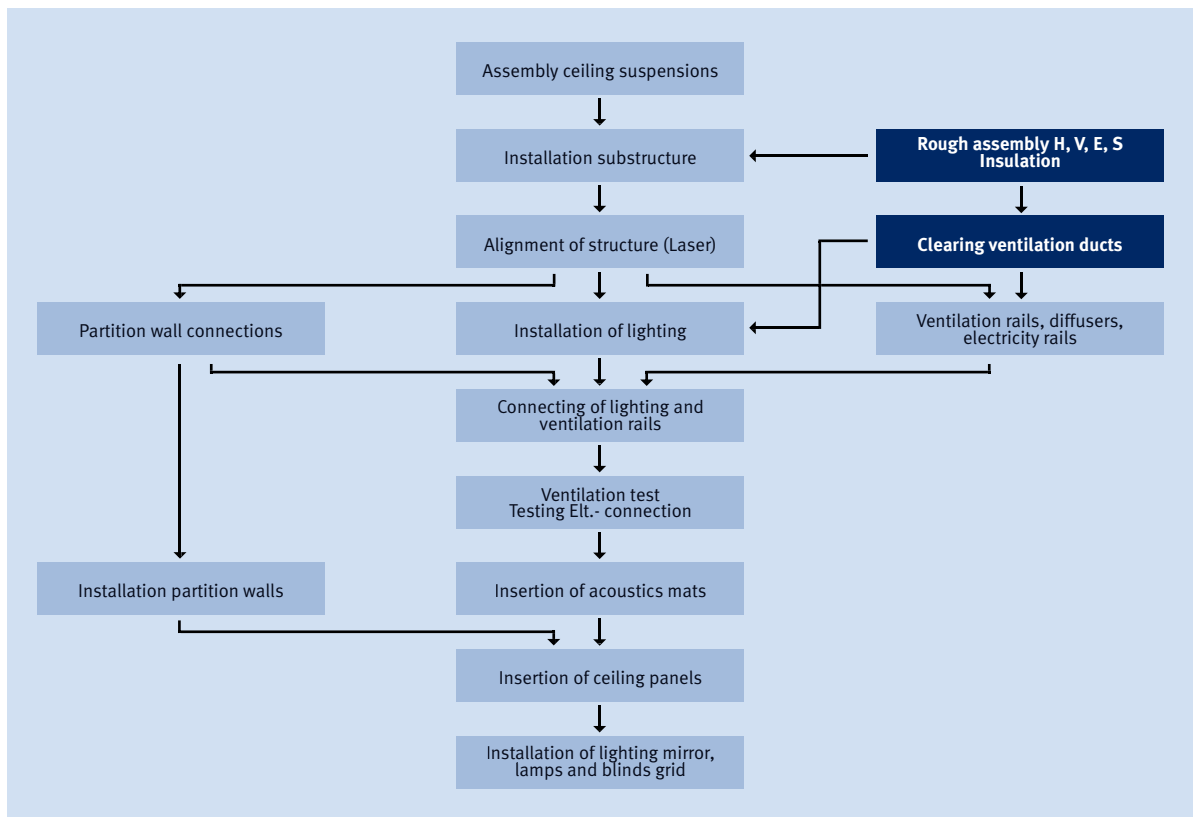 Assembly ceiling suspensions
Installation substructure
Rough assembly H, V, E, S
Insulation
Alignment of structure (Laser)
Clearing ventilation ducts
Partition wall connections
Installation of lighting
Ventilation rails, diffusers,
electricity rails
Connecting of lighting and
ventilation rails
Ventilation test
Testing Elt.- connection
Installation partition walls
Insertion of acoustics mats
Insertion of ceiling panels
Installation of lighting mirror,
lamps and blinds grid